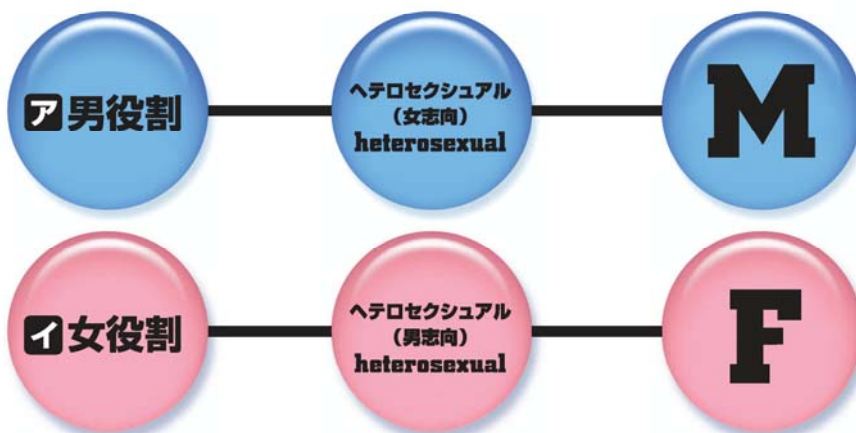 ア男役割
ヘテロセクシュアル
(女志向)
heterosexual
M
イ女役割
ヘテロセクシュアル
(男志向)
heterosexual
F